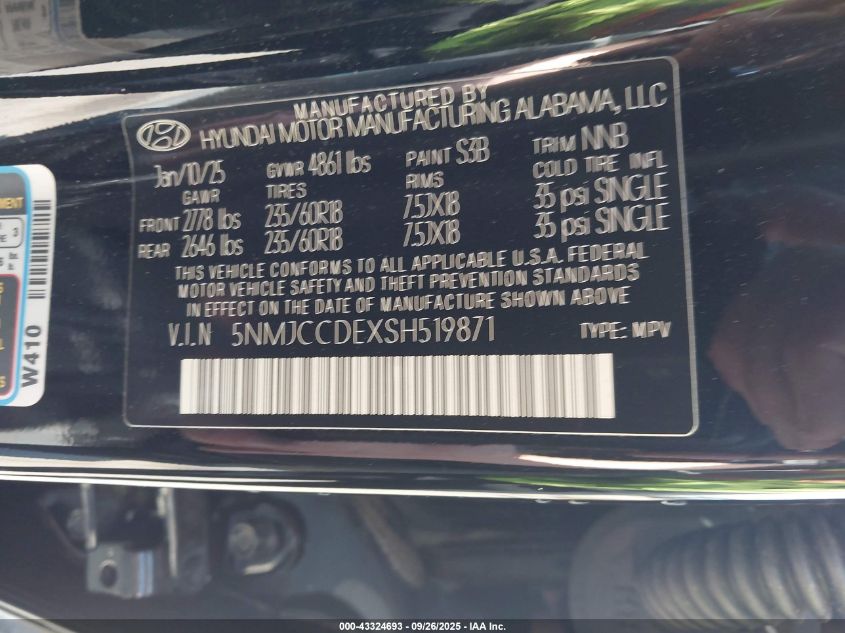 MANUFACTURED BY
HYUNDAI MOTOR MANUFACTURING ALABAMA, LLC
Jan/10/25 GVWR 4861 lbs PAINT S3B TRIM NNB
GAWR TIRES RIMS COLD TIRE INFL
FRONT 2778 lbs 235/60R18 7.5JX18 35 psi SINGLE
REAR 2646 lbs 235/60R18 7.5JX18 35 psi SINGLE
THIS VEHICLE CONFORMS TO ALL APPLICABLE U.S.A. FEDERAL
MOTOR VEHICLE SAFETY AND THEFT PREVENTION STANDARDS
IN EFFECT ON THE DATE OF MANUFACTURE SHOWN ABOVE
V.I.N 5NMJCCDEXSH519871 TYPE: MPV
W410
000-43324693 - 09/26/2025 - IAA Inc.